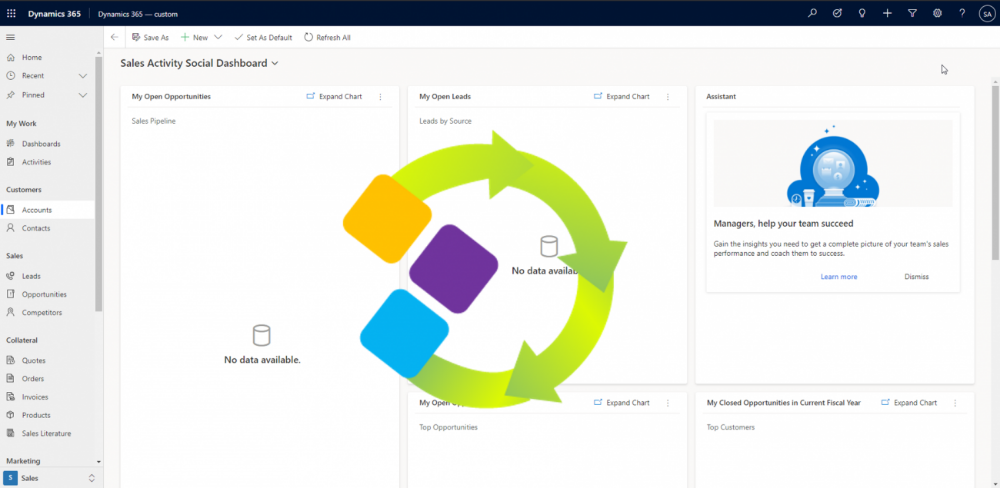 Dynamics 365
Dynamics 365 — custom
SA
Save As
New
Set As Default
Refresh All
Home
Recent
Pinned
My Work
Dashboards
Activities
Customers
Accounts
Contacts
Sales
Leads
Opportunities
Competitors
Collateral
Quotes
Orders
Invoices
Products
Sales Literature
Marketing
S
Sales
Sales Activity Social Dashboard
My Open Opportunities
Expand Chart
Sales Pipeline
No data available.
My Open Leads
Expand Chart
Leads by Source
No data
Assistant
Managers, help your team succeed
Gain the insights you need to get a complete picture of your team's sales
performance and coach them to success.
Learn more
Dismiss
My Open
Expand Chart
Top Opportunities
My Closed Opportunities in Current Fiscal Year
Expand Chart
Top Customers